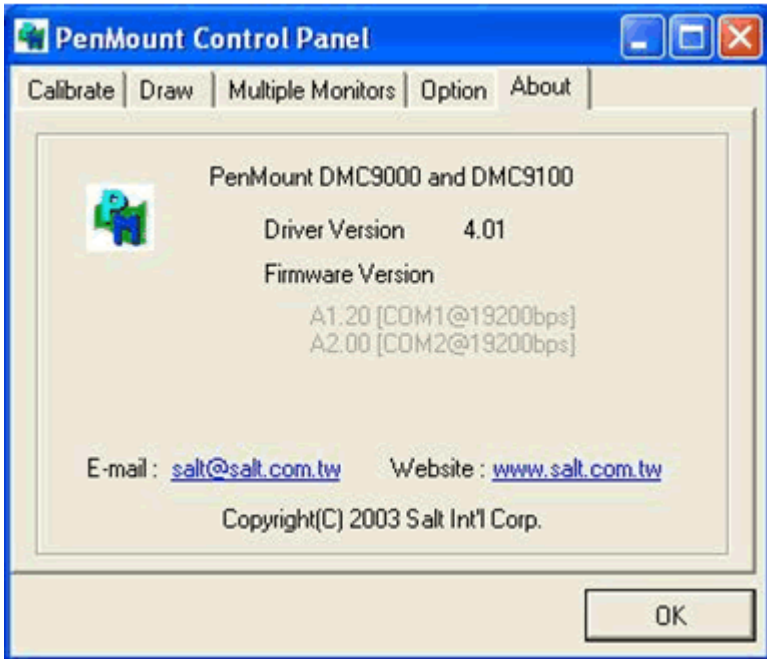 PenMount Control Panel
Calibrate Draw Multiple Monitors Option About
PM
PenMount DMC9000 and DMC9100
Driver Version 4.01
Firmware Version
A1.20 [COM1@19200bps]
A2.00 [COM2@19200bps]
E-mail : salt@salt.com.tw Website : www.salt.com.tw
Copyright(C) 2003 Salt Int'l Corp.
OK